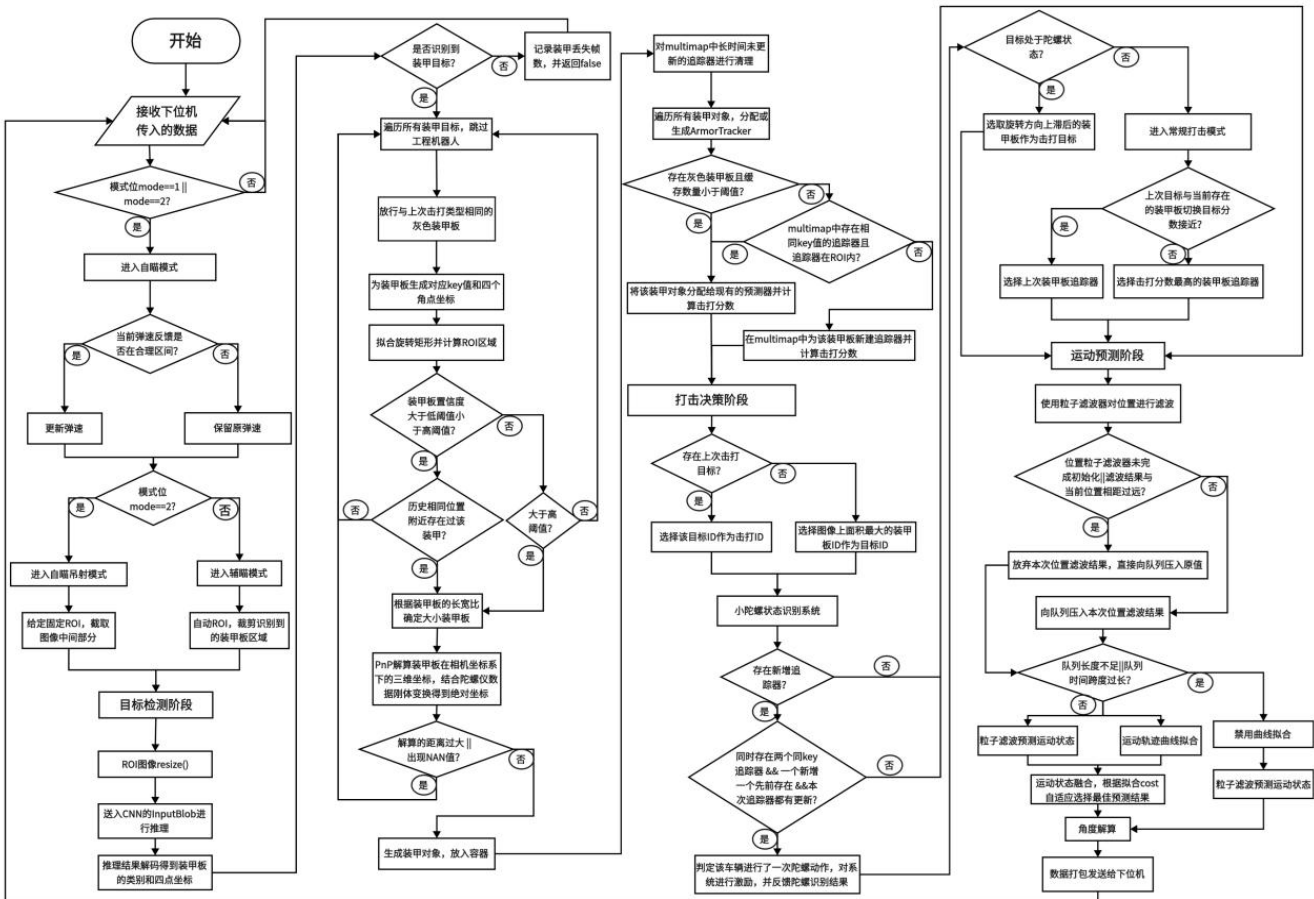 开始
接收下位机
传入的数据
模式位mode==1 ||
mode==2?
否
是
进入自瞄模式
当前弹速反馈是
否在合理区间?
是
否
更新弹速
保留原弹速
模式位
mode==2?
是
否
进入自瞄吊射模式
进入辅瞄模式
给定固定ROI，截取
图像中间部分
自动ROI，裁剪识别到
的装甲板区域
目标检测阶段
ROI图像resize()
送入CNN的InputBlob进
行推理
推理结果解码得到装甲板
的类别和四点坐标
是否识别到
装甲目标?
否
是
记录装甲丢失帧
数，并返回false
遍历所有装甲目标，跳过
工程机器人
放行与上次击打类型相同的
灰色装甲板
为装甲板生成对应key值和四个
角点坐标
拟合旋转矩形并计算ROI区域
装甲板置信度
大于低阈值小
于高阈值?
否
是
历史相同位置
附近存在过该
装甲?
否
是
大于高
阈值?
否
是
根据装甲板的长宽比
确定大小装甲板
PnP解算装甲板在相机坐标系
下的三维坐标，结合陀螺仪数
据刚体变换得到绝对坐标
解算的距离过大 ||
出现NAN值?
否
是
生成装甲对象，放入容器
对multimap中长时间未更
新的追踪器进行清理
遍历所有装甲对象，分配或
生成ArmorTracker
存在灰色装甲板且缓
存数量小于阈值?
否
是
multimap中存在相
同key值的追踪器且
追踪器在ROI内?
是
否
将该装甲对象分配给现有的预测器并计
算击打分数
在multimap中为该装甲板新建追踪器并
计算击打分数
打击决策阶段
存在上次击打
目标?
否
是
选择该目标ID作为击打ID
选择图像上面积最大的装甲
板ID作为目标ID
小陀螺状态识别系统
存在新增追
踪器?
否
是
同时存在两个同key
追踪器 && 一个新增
一个先前存在 &&本
次追踪器都有更新?
否
是
判定该车辆进行了一次陀螺动作，对系
统进行激励，并反馈陀螺识别结果
目标处于陀螺状
态?
否
是
选取旋转方向上滞后的装
甲板作为击打目标
进入常规打击模式
上次目标与当前存在
的装甲板切换目标分
数接近?
是
否
选择上次装甲板追踪器
选择击打分数最高的装甲板追踪器
运动预测阶段
使用粒子滤波器对位置进行滤波
位置粒子滤波器未完
成初始化||滤波结果与
当前位置相距过远?
否
是
放弃本次位置滤波结果，直接向队列压入原值
向队列压入本次位置滤波结果
队列长度不足||队列
时间跨度过长?
是
否
粒子滤波预测运动状态
运动轨迹曲线拟合
禁用曲线拟合
运动状态融合，根据拟合cost
自适应选择最佳预测结果
粒子滤波预测运动状态
角度解算
数据打包发送给下位机